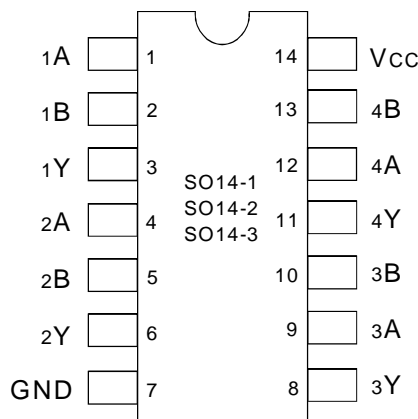 1A 1 14 Vcc
1B 2 13 4B
1Y 3 12 4A
SO14-1
2A 4 SO14-2 11 4Y
SO14-3
2B 5 10 3B
2Y 6 9 3A
GND 7 8 3Y